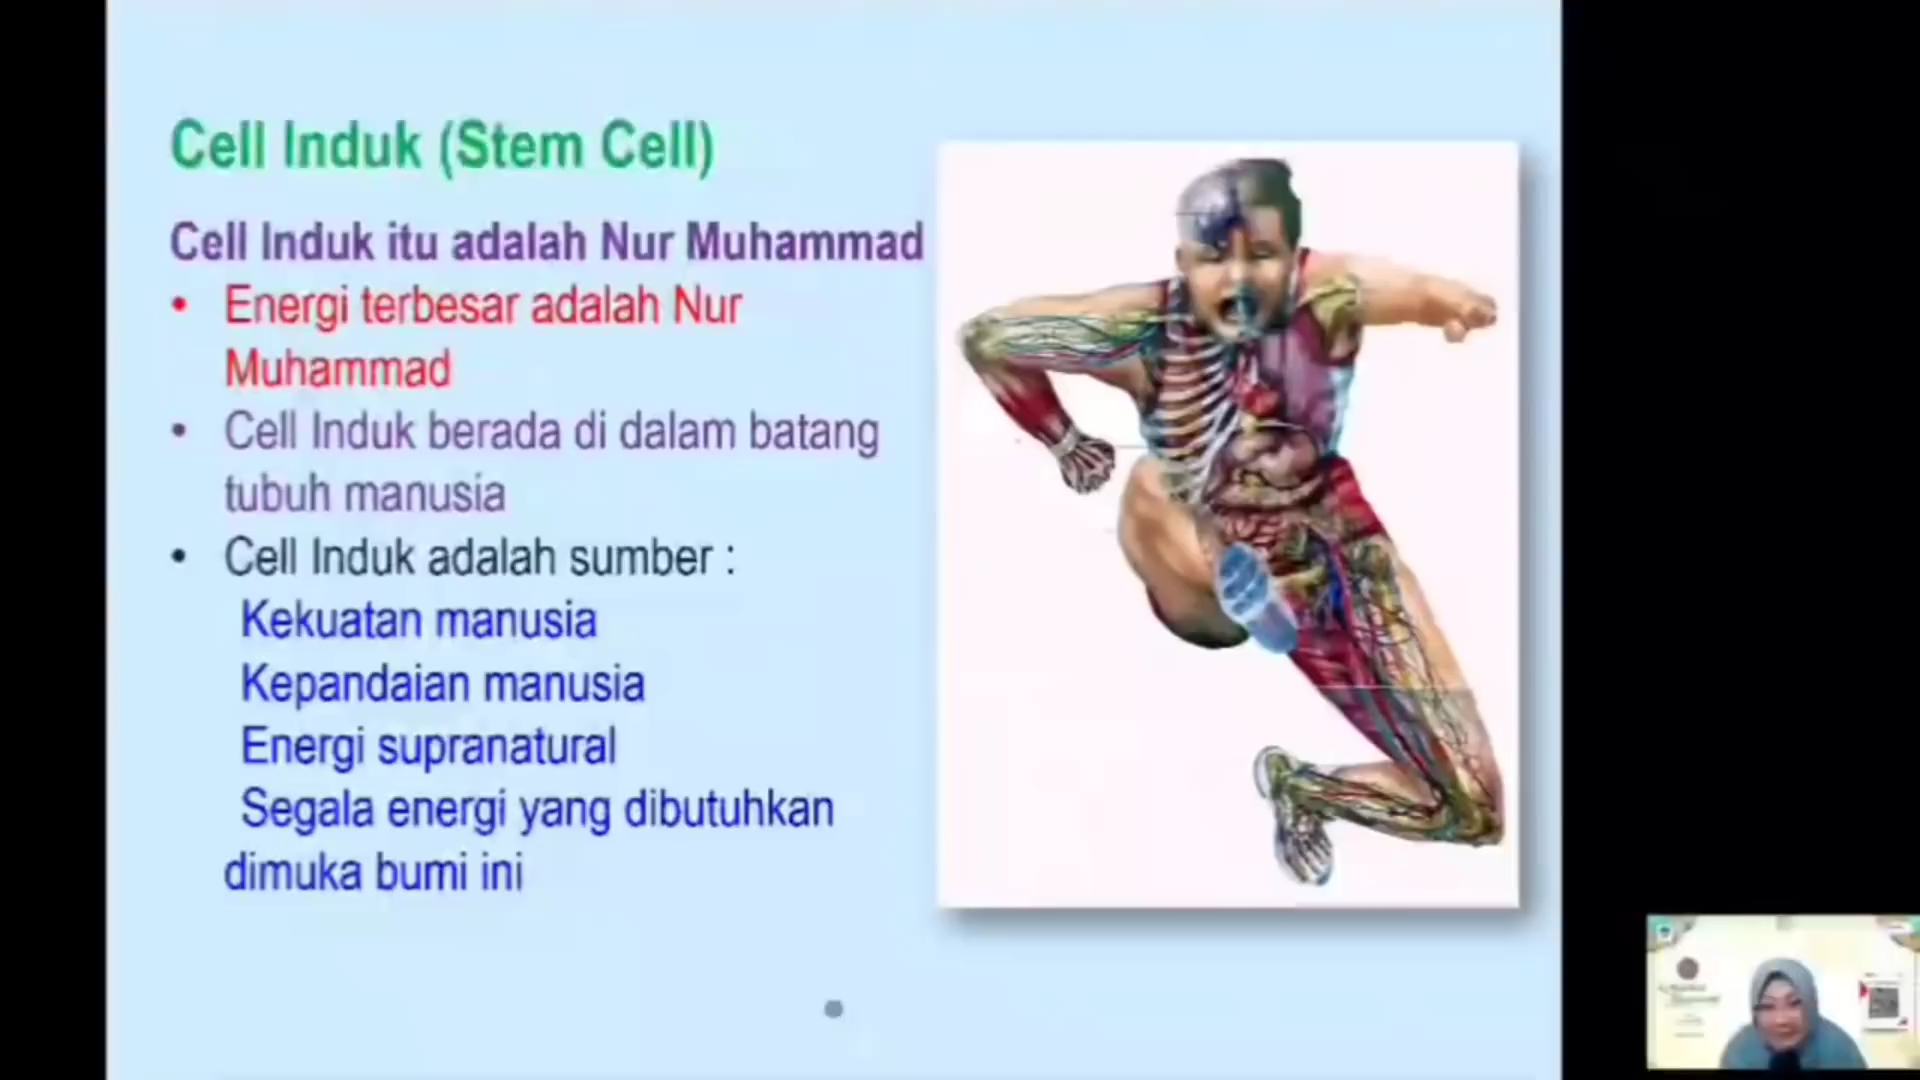 Cell Induk (Stem Cell)
Cell Induk itu adalah Nur Muhammad
• Energi terbesar adalah Nur
Muhammad
• Cell Induk berada di dalam batang
tubuh manusia
• Cell Induk adalah sumber :
Kekuatan manusia
Kepandaian manusia
Energi supranatural
Segala energi yang dibutuhkan
dimuka bumi ini